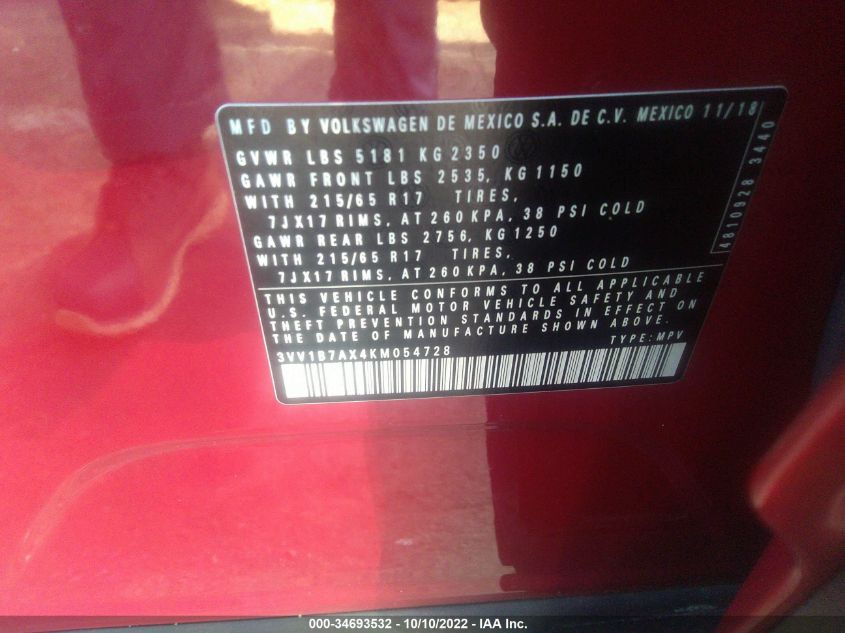 MFD BY VOLKSWAGEN DE MEXICO S.A. DE C.V. MEXICO 11/18
GVWR LBS 5181 KG 2350
GAWR FRONT LBS 2535, KG 1150
WITH 215/65 R17 TIRES,
7JX17 RIMS, AT 260 KPA, 38 PSI COLD
GAWR REAR LBS 2756, KG 1250
WITH 215/65 R17 TIRES,
7JX17 RIMS, AT 260 KPA, 38 PSI COLD
4810928 3440
THIS VEHICLE CONFORMS TO ALL APPLICABLE
U.S. FEDERAL MOTOR VEHICLE SAFETY AND
THEFT PREVENTION STANDARDS IN EFFECT ON
THE DATE OF MANUFACTURE SHOWN ABOVE.
3VV1B7AX4KM054728 TYPE: MPV
000-34693532 - 10/10/2022 - IAA Inc.